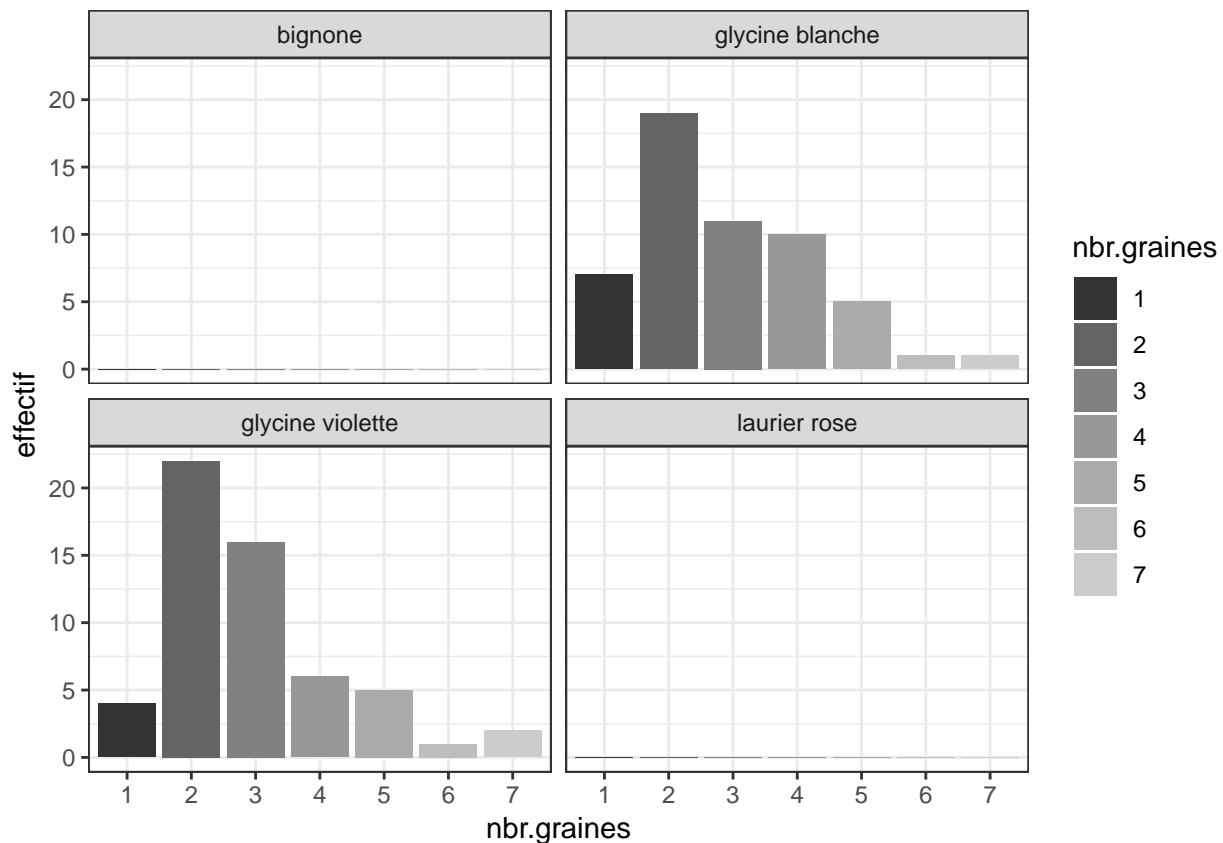 bignone
glycine blanche
20
15
10
5
0
glycine violette
laurier rose
20
15
10
5
0
1 2 3 4 5 6 7
1 2 3 4 5 6 7
nbr.graines
effectif
nbr.graines
1
2
3
4
5
6
7